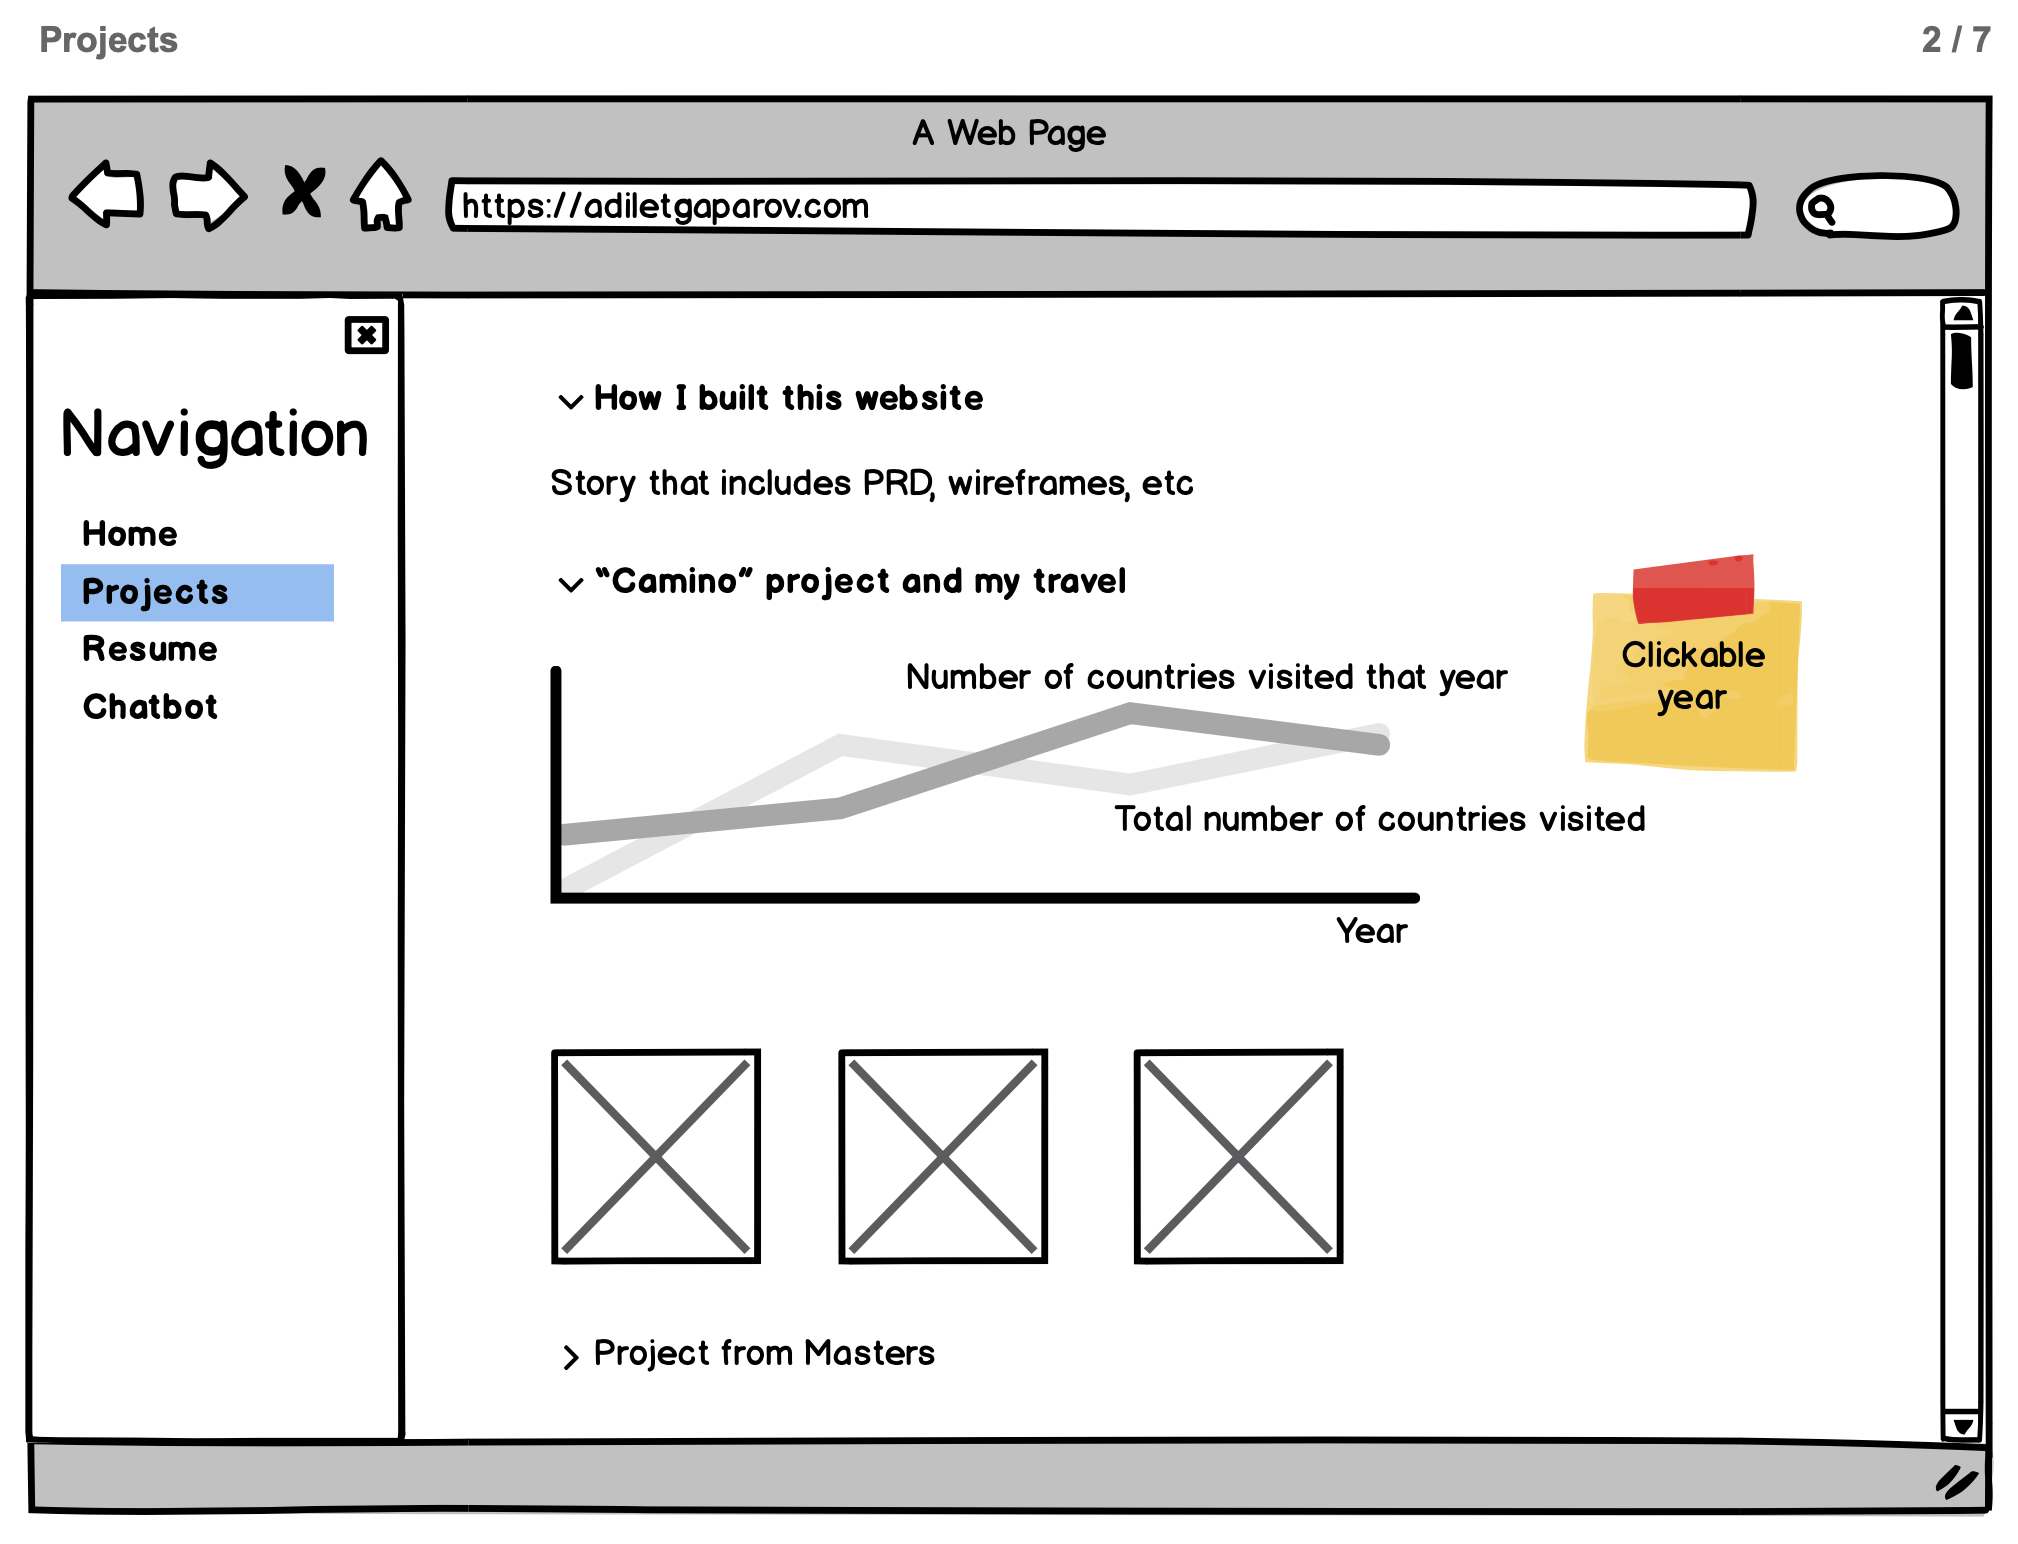 Projects
2 / 7
A Web Page
https://adiletgaparov.com
Navigation
Home
Projects
Resume
Chatbot
How I built this website
Story that includes PRD, wireframes, etc
“Camino” project and my travel
Number of countries visited that year
Clickable
year
Total number of countries visited
Year
Project from Masters